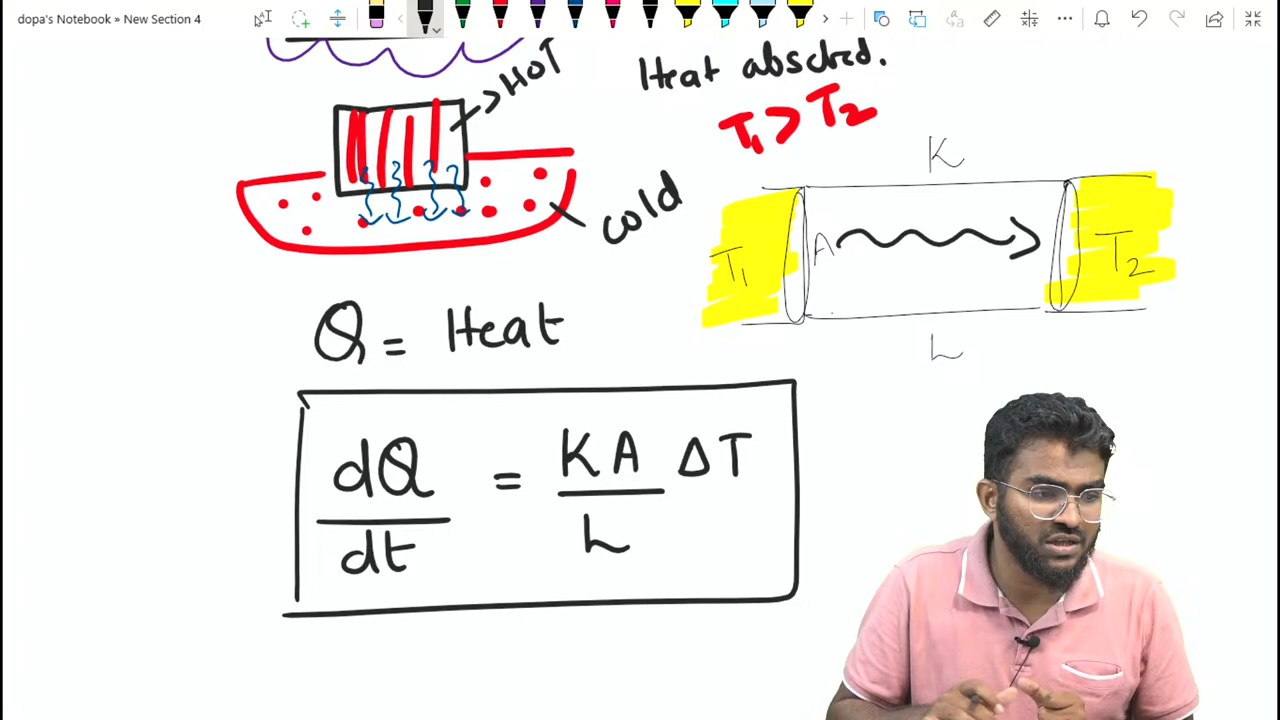 dopa's Notebook » New Section 4
HOT
Heat absorbed.
T₁ > T₂
cold
K
T₁
A
T₂
L
Q = Heat
dQ/dt = KA/L ΔT